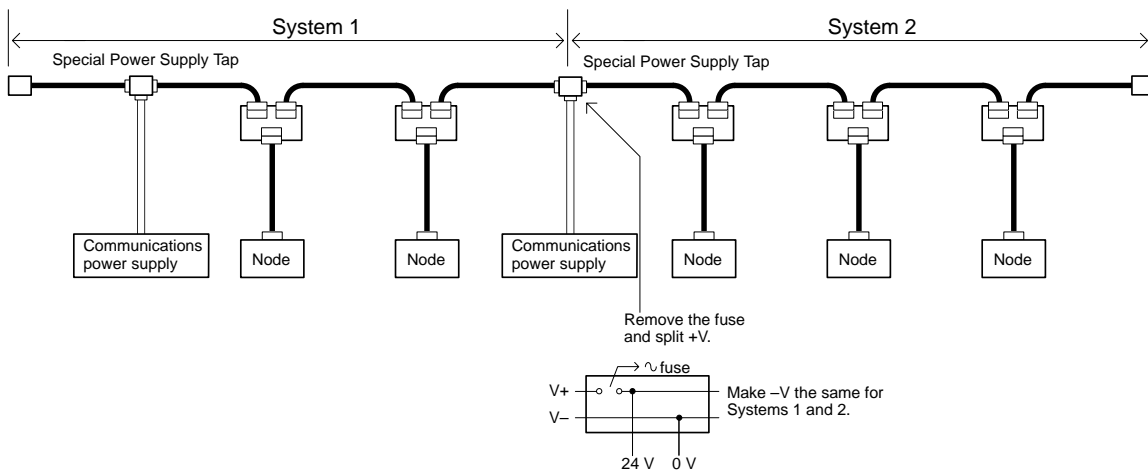 System 1
System 2
Special Power Supply Tap
Special Power Supply Tap
Communications
power supply
Node
Node
Communications
power supply
Node
Node
Node
Remove the fuse
and split +V.
fuse
V+
V–
Make –V the same for
Systems 1 and 2.
24 V
0 V